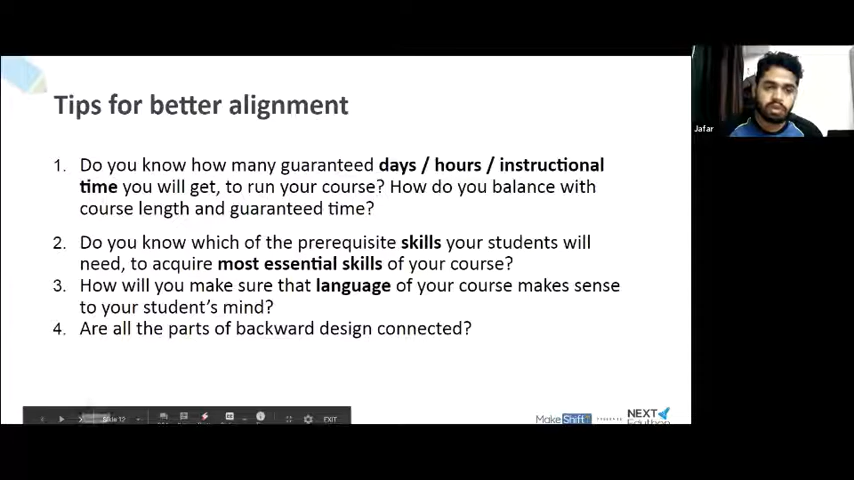 Tips for better alignment
Jafar
1. Do you know how many guaranteed days / hours / instructional
time you will get, to run your course? How do you balance with
course length and guaranteed time?
2. Do you know which of the prerequisite skills your students will
need, to acquire most essential skills of your course?
3. How will you make sure that language of your course makes sense
to your student's mind?
4. Are all the parts of backward design connected?
Slide 12
EXIT
MakeShift
NEXT